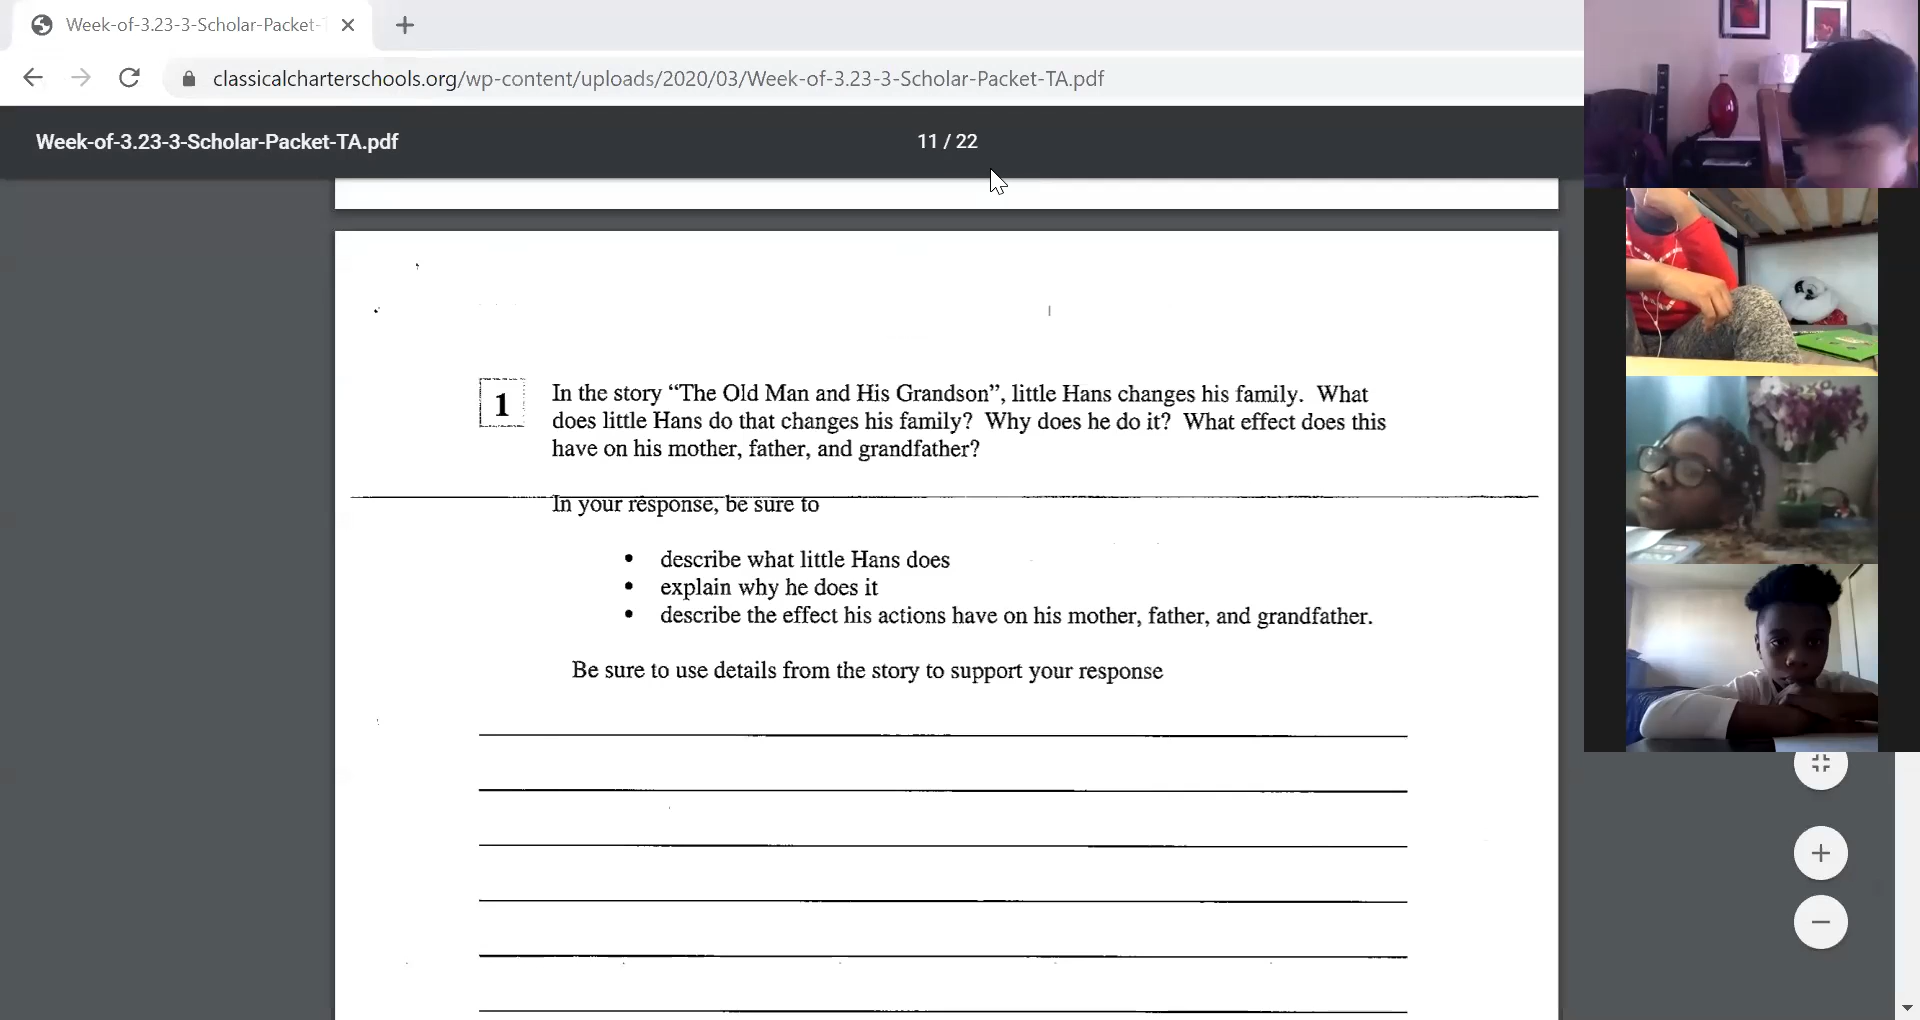 Week-of-3.23-3-Scholar-Packet-T
classicalcharterschools.org/wp-content/uploads/2020/03/Week-of-3.23-3-Scholar-Packet-TA.pdf
Week-of-3.23-3-Scholar-Packet-TA.pdf
11 / 22
1
In the story “The Old Man and His Grandson”, little Hans changes his family. What
does little Hans do that changes his family? Why does he do it? What effect does this
have on his mother, father, and grandfather?
In your response, be sure to
• describe what little Hans does
• explain why he does it
• describe the effect his actions have on his mother, father, and grandfather.
Be sure to use details from the story to support your response